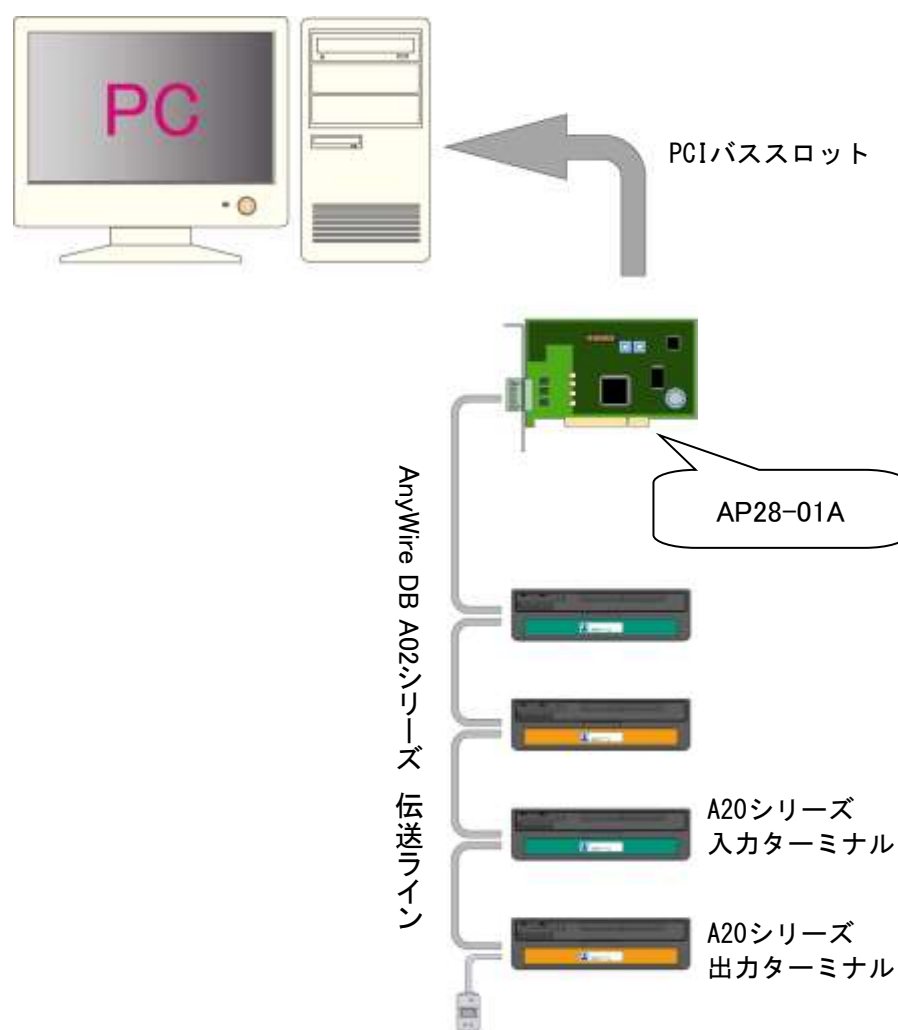 PC
PCIバススロット
AP28-01A
AnyWire DB A02シリーズ 伝送ライン
A20シリーズ
入力ターミナル
A20シリーズ
出力ターミナル